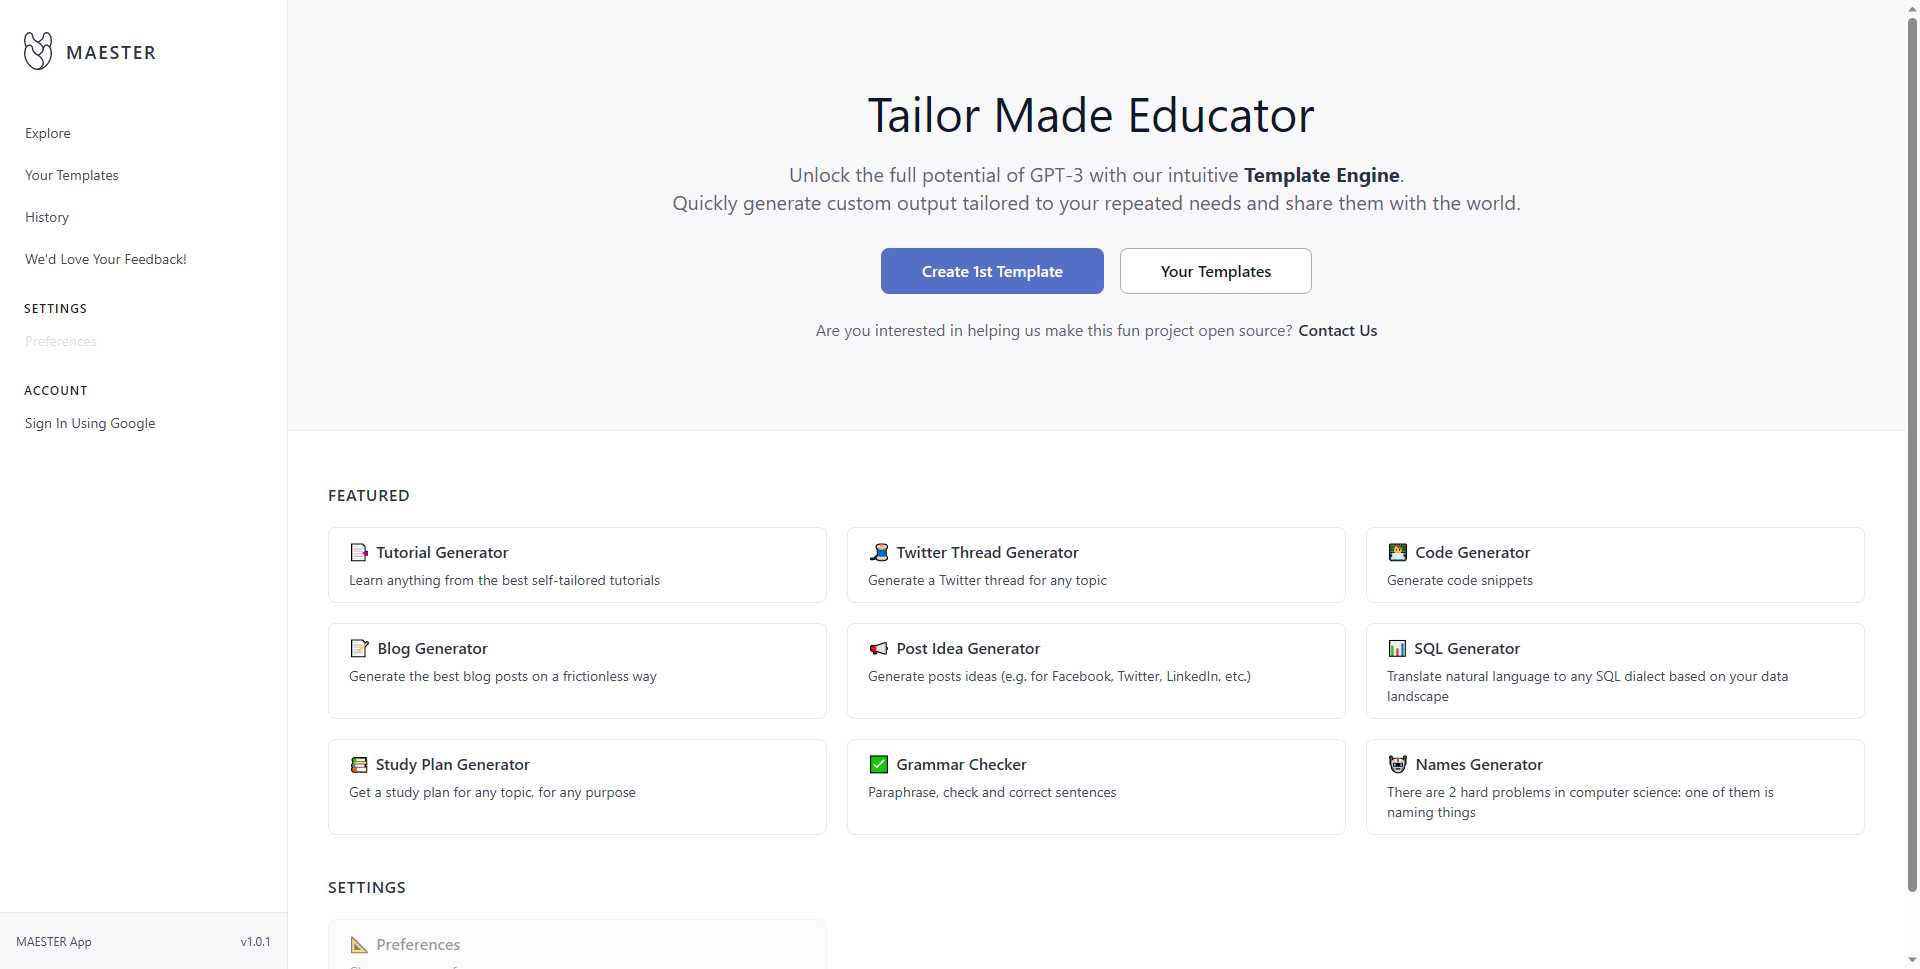 MAESTER
Explore
Your Templates
History
We'd Love Your Feedback!
SETTINGS
Preferences
ACCOUNT
Sign In Using Google
MAESTER App
v1.0.1
Tailor Made Educator
Unlock the full potential of GPT-3 with our intuitive Template Engine.
Quickly generate custom output tailored to your repeated needs and share them with the world.
Create 1st Template
Your Templates
Are you interested in helping us make this fun project open source? Contact Us
FEATURED
Tutorial Generator
Learn anything from the best self-tailored tutorials
Twitter Thread Generator
Generate a Twitter thread for any topic
Code Generator
Generate code snippets
Blog Generator
Generate the best blog posts on a frictionless way
Post Idea Generator
Generate posts ideas (e.g. for Facebook, Twitter, LinkedIn, etc.)
SQL Generator
Translate natural language to any SQL dialect based on your data
landscape
Study Plan Generator
Get a study plan for any topic, for any purpose
Grammar Checker
Paraphrase, check and correct sentences
Names Generator
There are 2 hard problems in computer science: one of them is
naming things
SETTINGS
Preferences